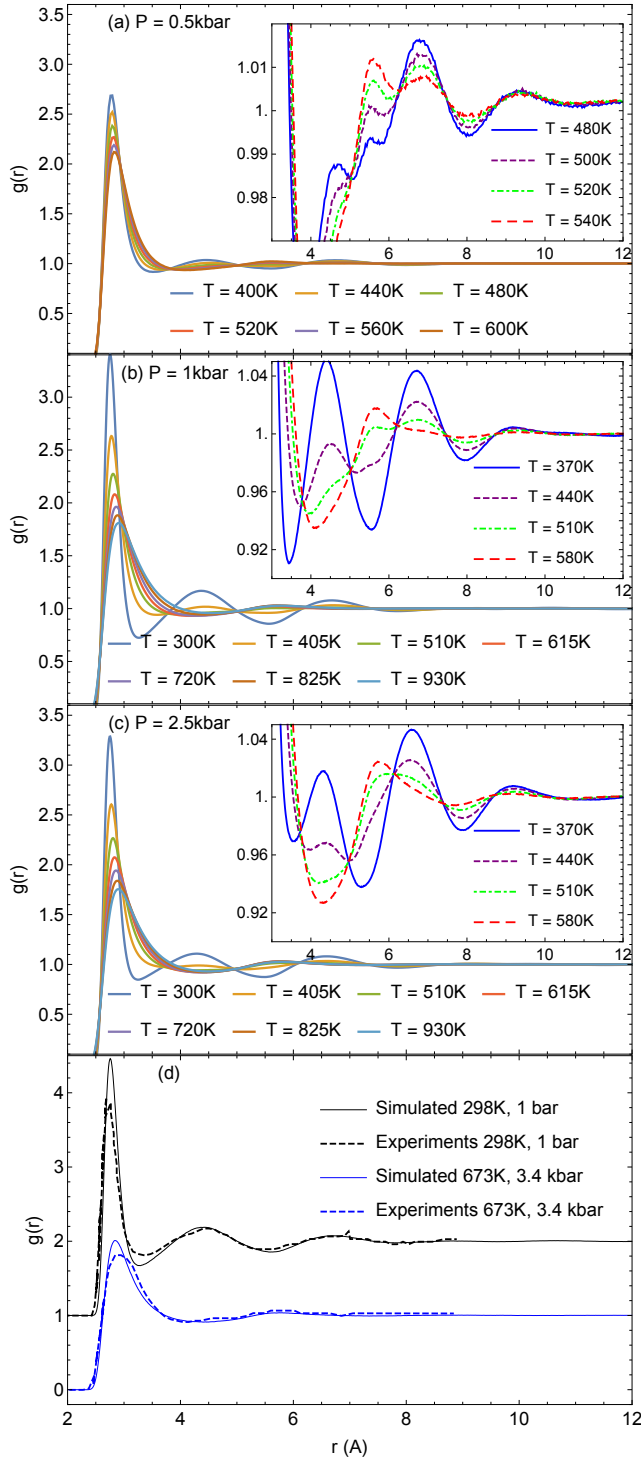 (a) P = 0.5kbar
3.5
3.0
2.5
2.0
1.5
1.0
0.5
g(r)
1.01
1.
0.99
0.98
4 6 8 10 12
T = 480K
T = 500K
T = 520K
T = 540K
T = 400K T = 440K T = 480K
T = 520K T = 560K T = 600K
(b) P = 1kbar
3.0
2.5
2.0
1.5
1.0
0.5
g(r)
1.04
1.
0.96
0.92
4 6 8 10 12
T = 370K
T = 440K
T = 510K
T = 580K
T = 300K T = 405K T = 510K T = 615K
T = 720K T = 825K T = 930K
(c) P = 2.5kbar
3.5
3.0
2.5
2.0
1.5
1.0
0.5
g(r)
1.04
1.
0.96
0.92
4 6 8 10 12
T = 370K
T = 440K
T = 510K
T = 580K
T = 300K T = 405K T = 510K T = 615K
T = 720K T = 825K T = 930K
(d)
4
3
2
1
0
g(r)
Simulated 298K, 1 bar
Experiments 298K, 1 bar
Simulated 673K, 3.4 kbar
Experiments 673K, 3.4 kbar
2 4 6 8 10 12
r (A)